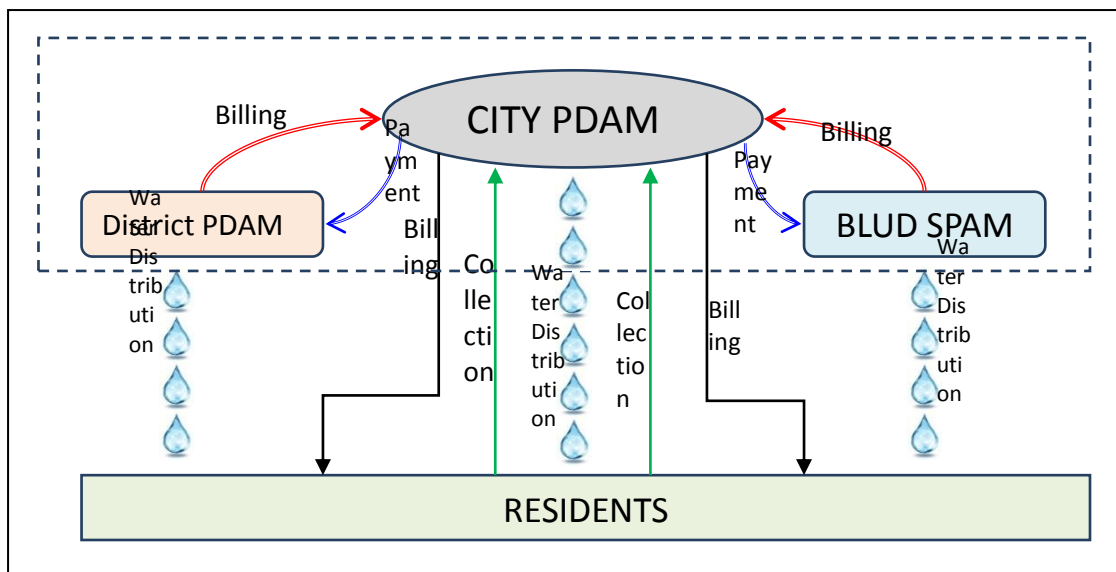 CITY PDAM
Billing
Billing
Pa
ym
ent
Pay
me
nt
District PDAM
BLUD SPAM
Wa
ter
Dis
trib
uti
on
Bill
ing
Co
lle
cti
on
Wa
ter
Dis
trib
uti
on
Col
lec
tio
n
Bill
ing
Wa
ter
Dis
trib
uti
on
RESIDENTS